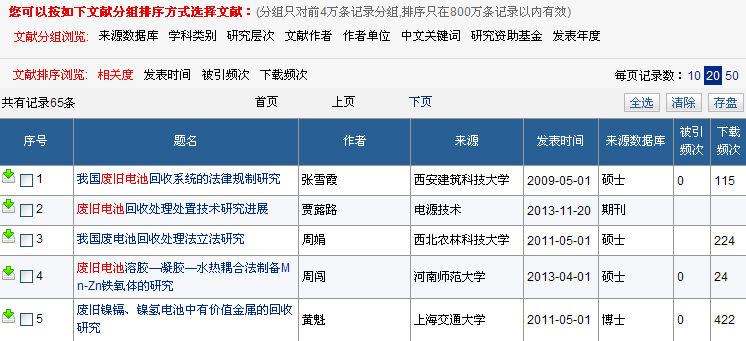 您可以按如下文献分组排序方式选择文献：(分组只对前4万条记录分组,排序只在800万条记录以内有效)
文献分组浏览: 来源数据库 学科类别 研究层次 文献作者 作者单位 中文关键词 研究资助基金 发表年度
文献排序浏览: 相关度 发表时间 被引频次 下载频次 每页记录数: 10 20 50
共有记录65条 首页 上页 下页 全选 清除 存盘
序号 题名 作者 来源 发表时间 来源数据库 被引频次 下载频次
1 我国废旧电池回收系统的法律规制研究 张雪霞 西安建筑科技大学 2009-05-01 硕士 0 115
2 废旧电池回收处理处置技术研究进展 贾蕗路 电源技术 2013-11-20 期刊
3 我国废电池回收处理法立法研究 周娟 西北农林科技大学 2011-05-01 硕士 224
4 废旧电池溶胶—凝胶—水热耦合法制备M
n-Zn铁氧体的研究 周闯 河南师范大学 2013-04-01 硕士 0 24
5 废旧镍镉、镍氢电池中有价值金属的回收
研究 黄魁 上海交通大学 2011-05-01 博士 0 422